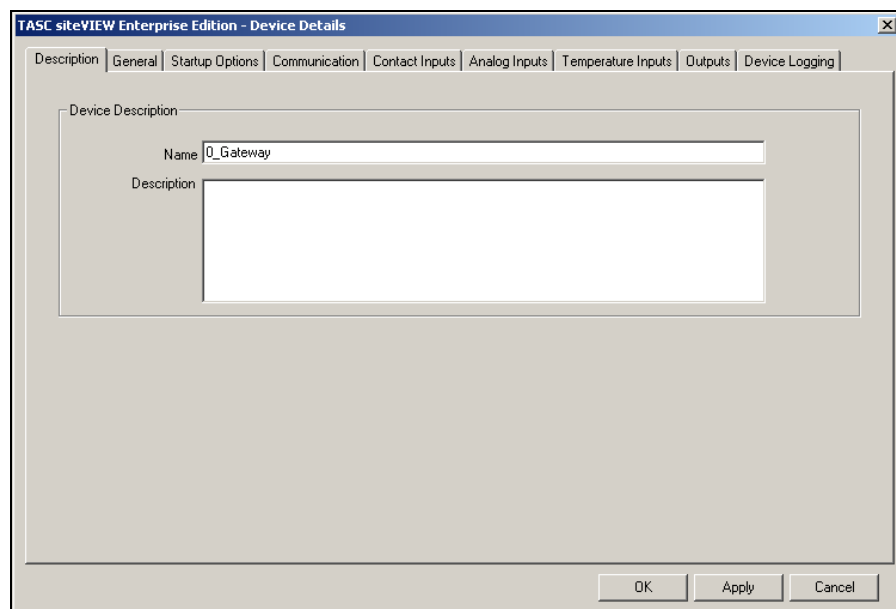 TASC siteVIEW Enterprise Edition - Device Details
Description General Startup Options Communication Contact Inputs Analog Inputs Temperature Inputs Outputs Device Logging
Device Description
Name 0_Gateway
Description
OK Apply Cancel